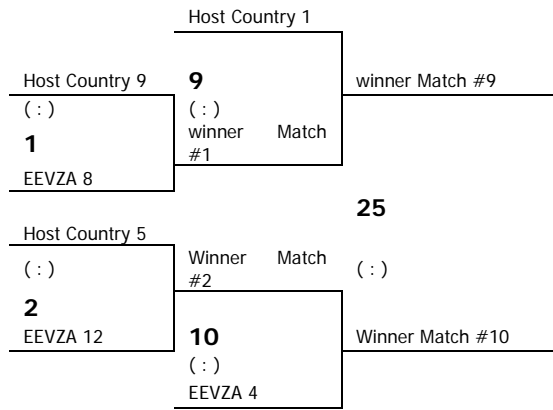 Host Country 1
Host Country 9
9
winner Match #9
( : )
( : )
winner Match
1
#1
EEVZA 8
25
Host Country 5
Winner Match
( : )
( : )
#2
2
EEVZA 12
10
Winner Match #10
( : )
EEVZA 4